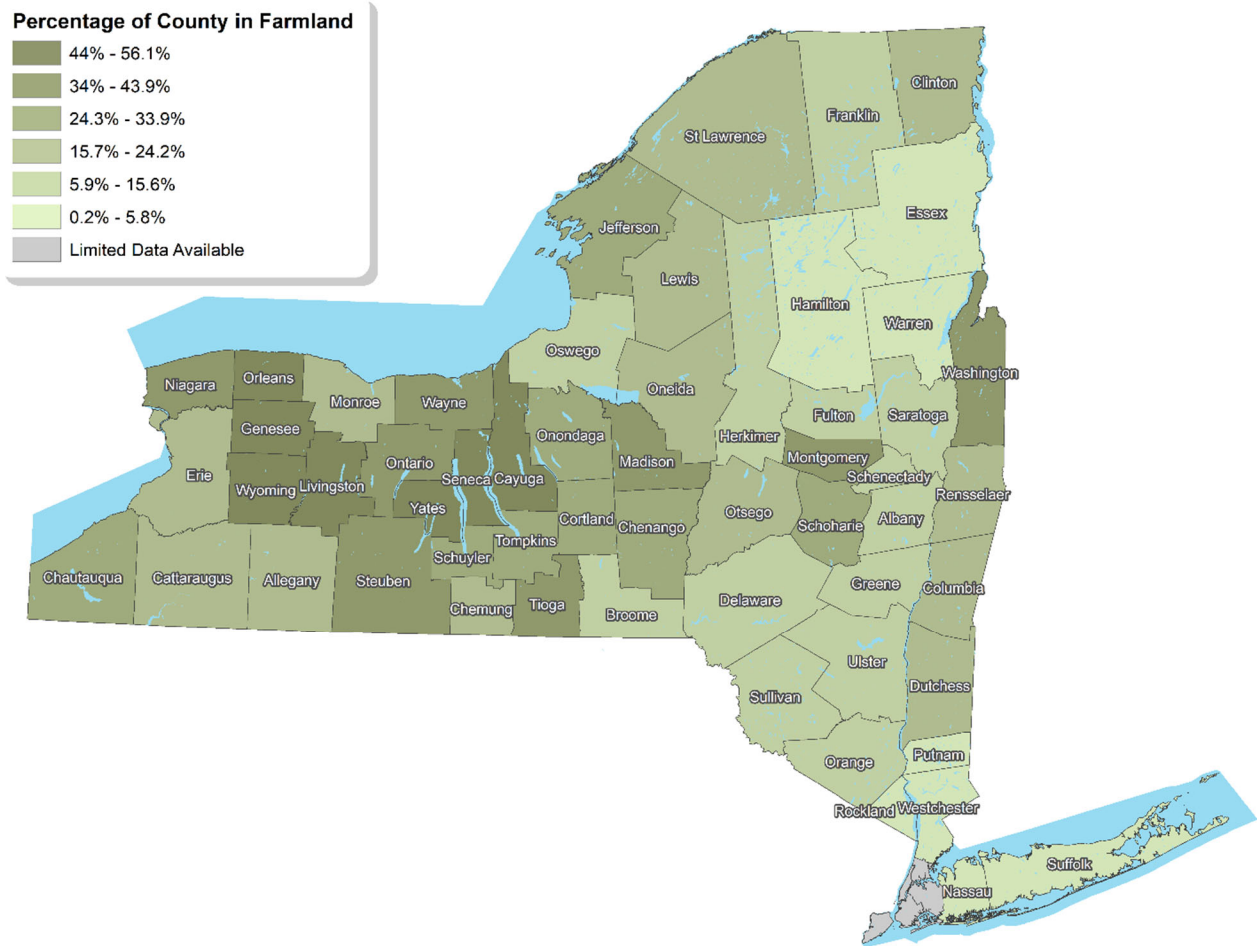 Percentage of County in Farmland
44% - 56.1%
34% - 43.9%
24.3% - 33.9%
15.7% - 24.2%
5.9% - 15.6%
0.2% - 5.8%
Limited Data Available
Clinton
Franklin
St Lawrence
Essex
Jefferson
Lewis
Hamilton
Warren
Oswego
Washington
Niagara
Orleans
Monroe
Wayne
Oneida
Fulton
Saratoga
Genesee
Onondaga
Herkimer
Erie
Ontario
Madison
Montgomery
Schenectady
Wyoming
Livingston
Seneca
Cayuga
Rensselaer
Yates
Cortland
Chenango
Otsego
Schoharie
Albany
Tompkins
Schuyler
Chautauqua
Cattaraugus
Allegany
Steuben
Greene
Columbia
Chemung
Tioga
Broome
Delaware
Ulster
Dutchess
Sullivan
Orange
Putnam
Rockland
Westchester
Suffolk
Nassau